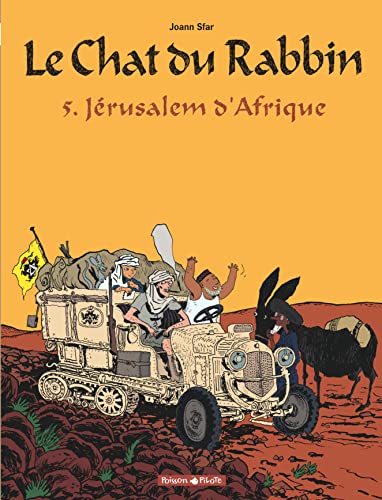 Joann Sfar
Le Chat du Rabbin
5. Jérusalem d'Afrique
POISSON PILOTE